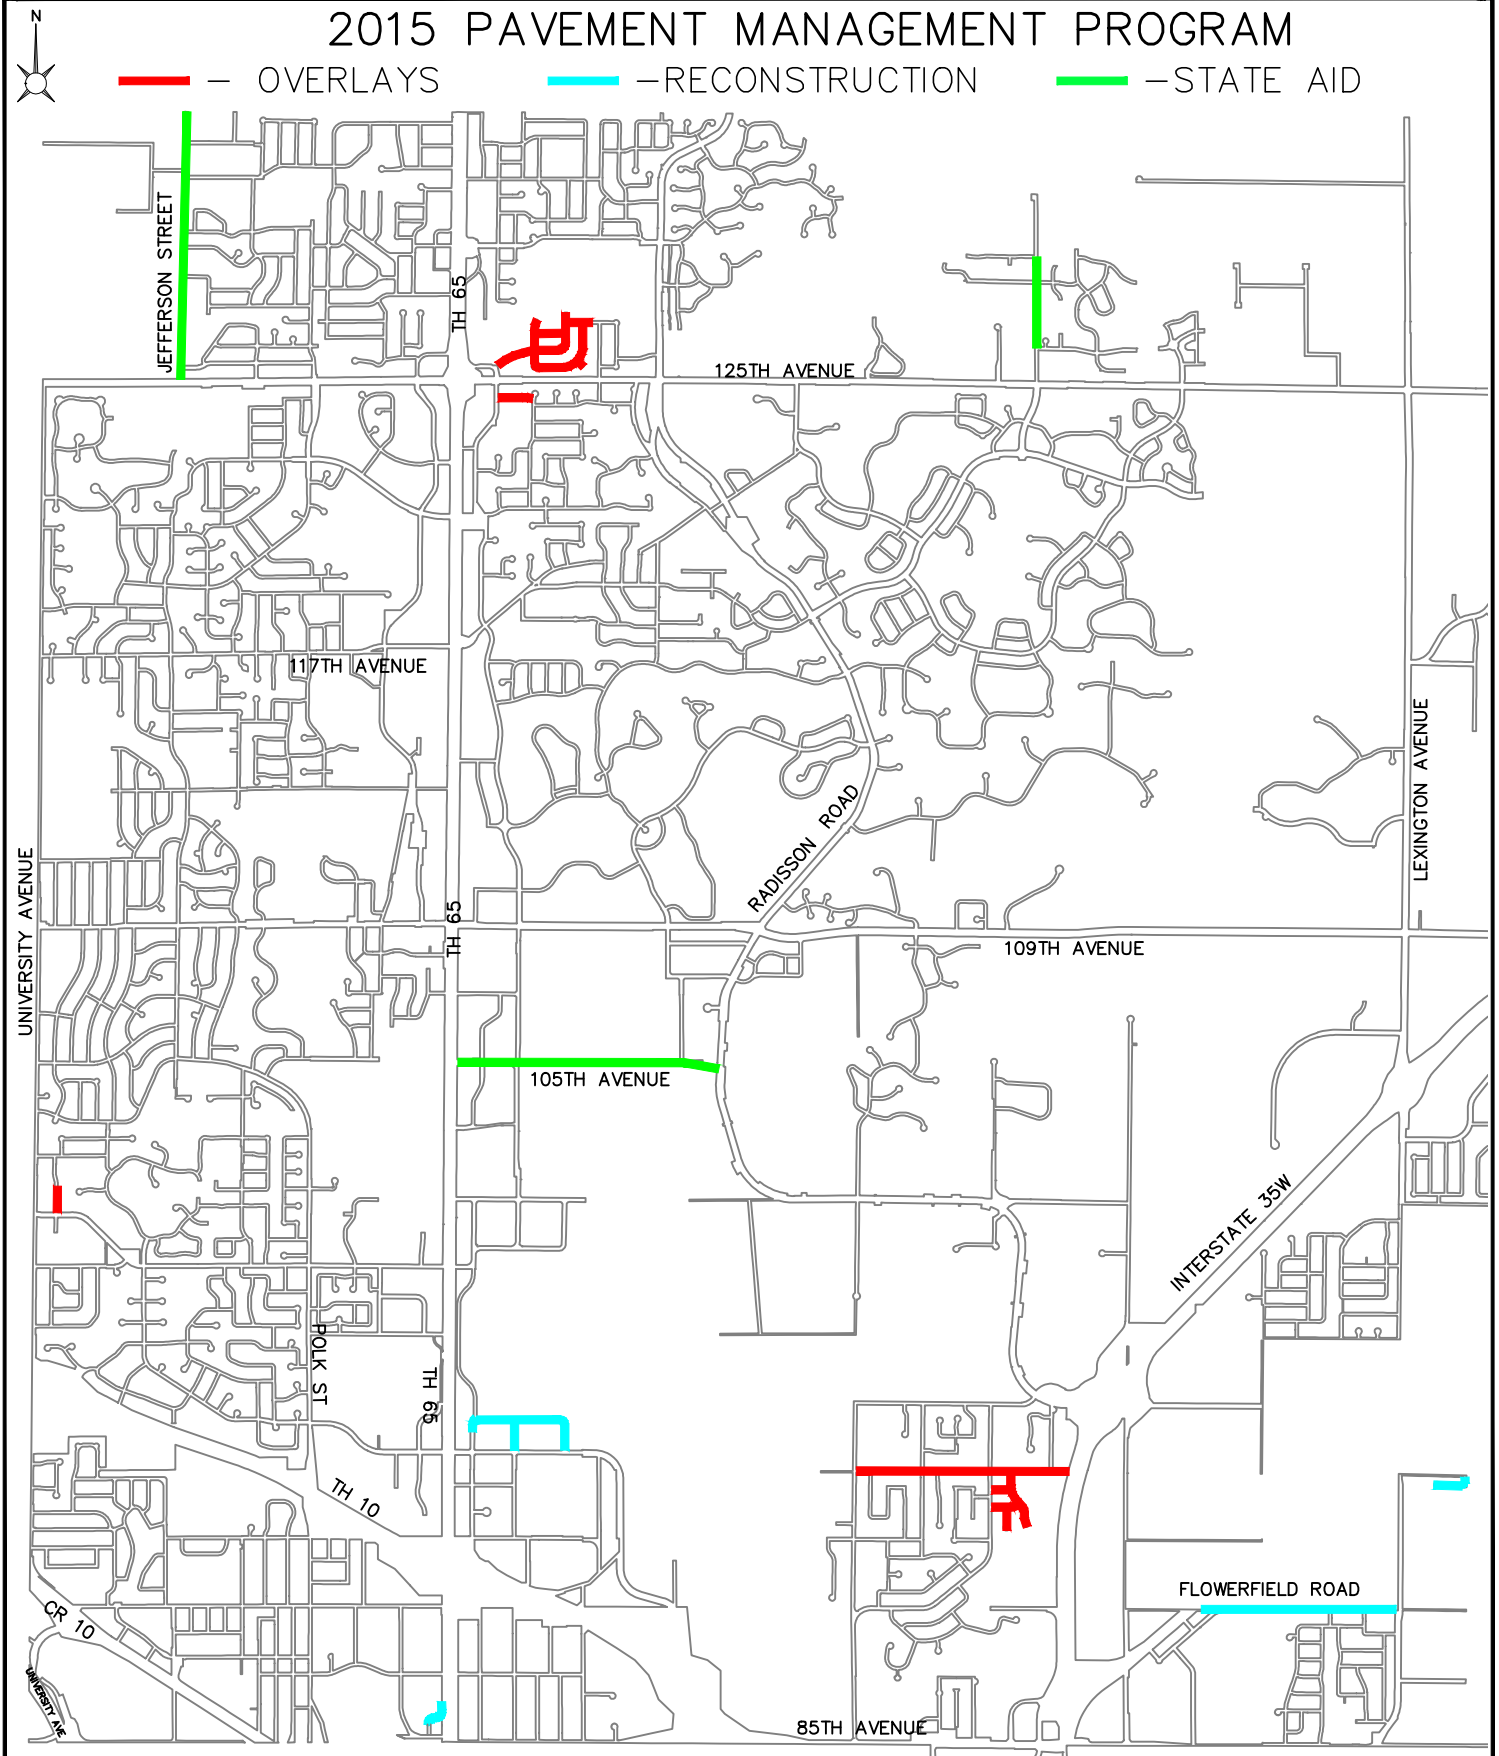 N
2015 PAVEMENT MANAGEMENT PROGRAM
- OVERLAYS
-RECONSTRUCTION
-STATE AID
JEFFERSON STREET
TH 65
125TH AVENUE
117TH AVENUE
LEXINGTON AVENUE
RADISSON ROAD
UNIVERSITY AVENUE
TH 65
109TH AVENUE
105TH AVENUE
INTERSTATE 35W
POLK ST
TH 65
TH 10
FLOWERFIELD ROAD
CR 10
UNIVERSITY AVE
85TH AVENUE